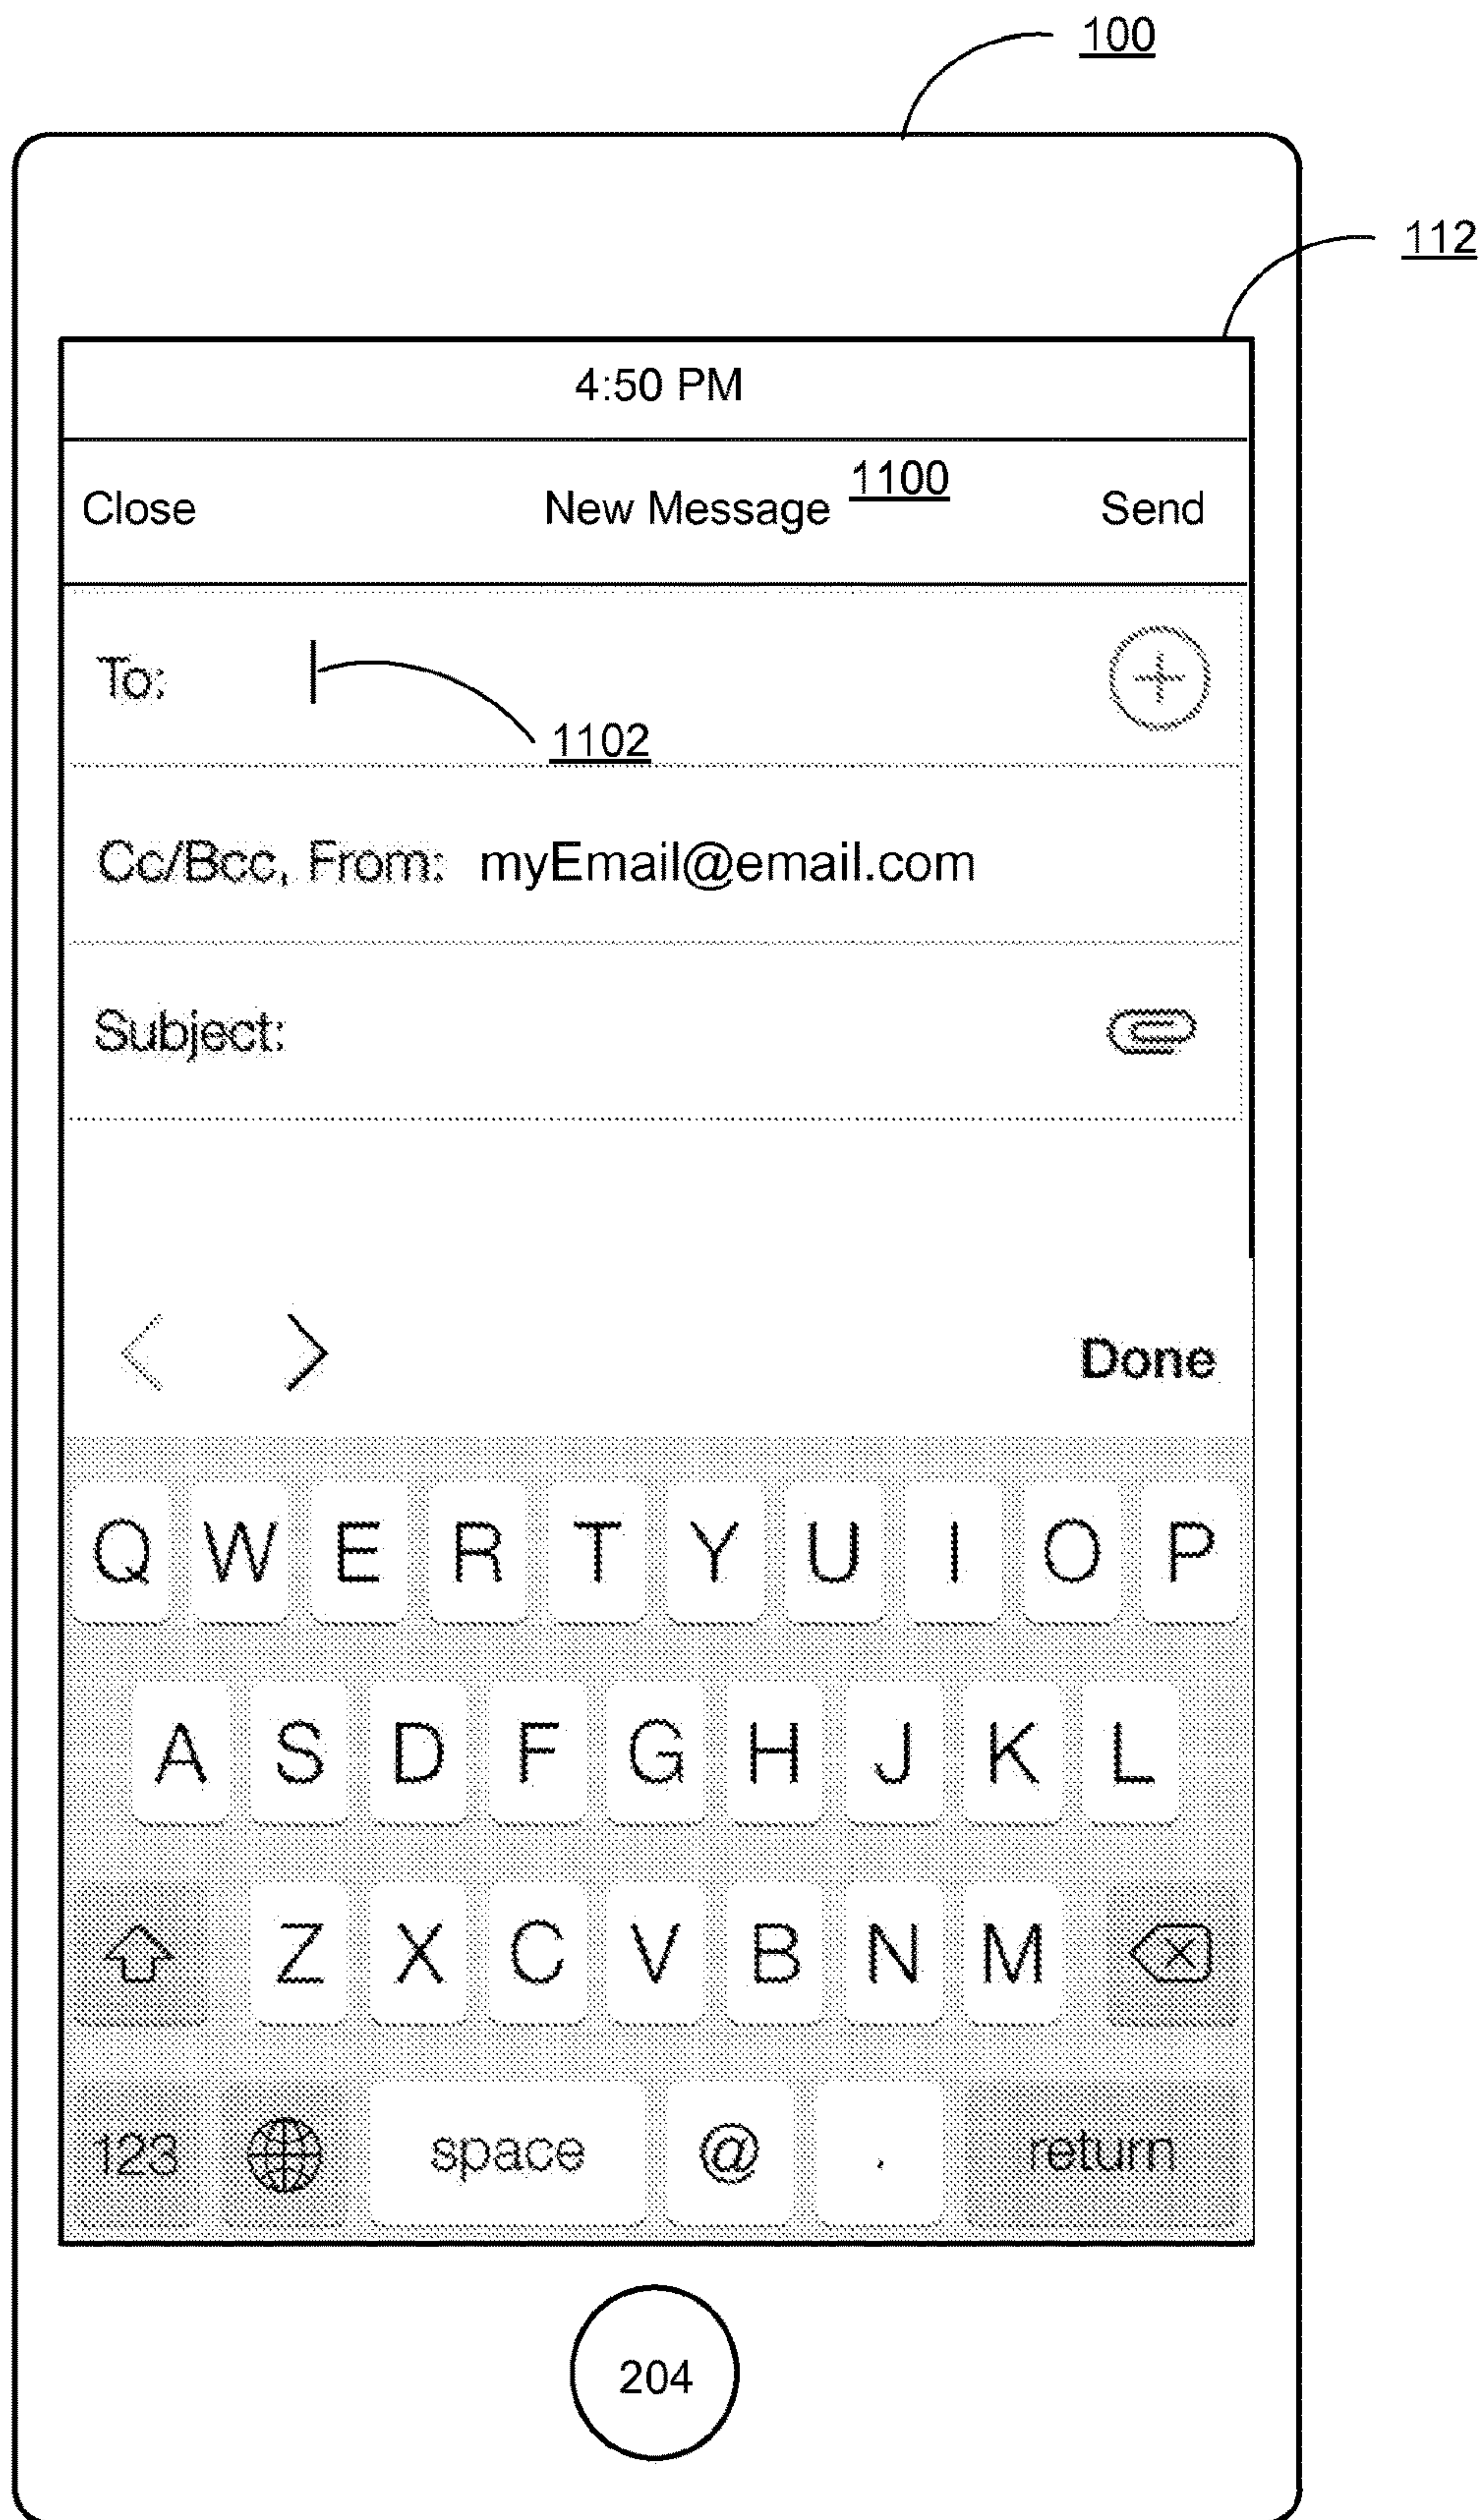 100
112
4:50 PM
Close New Message 1100 Send
To:
1102
Cc/Bcc, From: myEmail@email.com
Subject:
Done
Q W E R T Y U I O P
A S D F G H J K L
Z X C V B N M
123 space @ . return
204